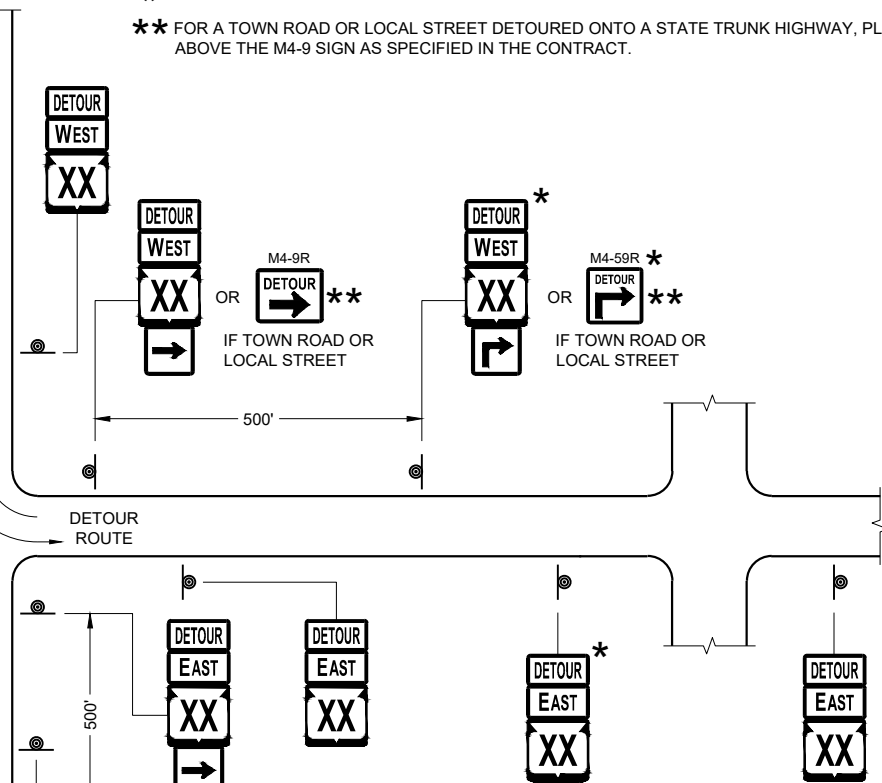 ** FOR A TOWN ROAD OR LOCAL STREET DETOURED ONTO A STATE TRUNK HIGHWAY, PL
ABOVE THE M4-9 SIGN AS SPECIFIED IN THE CONTRACT.
DETOUR
WEST
XX
DETOUR
WEST
XX
OR
M4-9R
DETOUR
**
IF TOWN ROAD OR
LOCAL STREET
DETOUR
*
WEST
XX
OR
M4-59R *
DETOUR
**
IF TOWN ROAD OR
LOCAL STREET
500'
DETOUR
ROUTE
500'
DETOUR
EAST
XX
DETOUR
EAST
XX
DETOUR
*
EAST
XX
DETOUR
EAST
XX